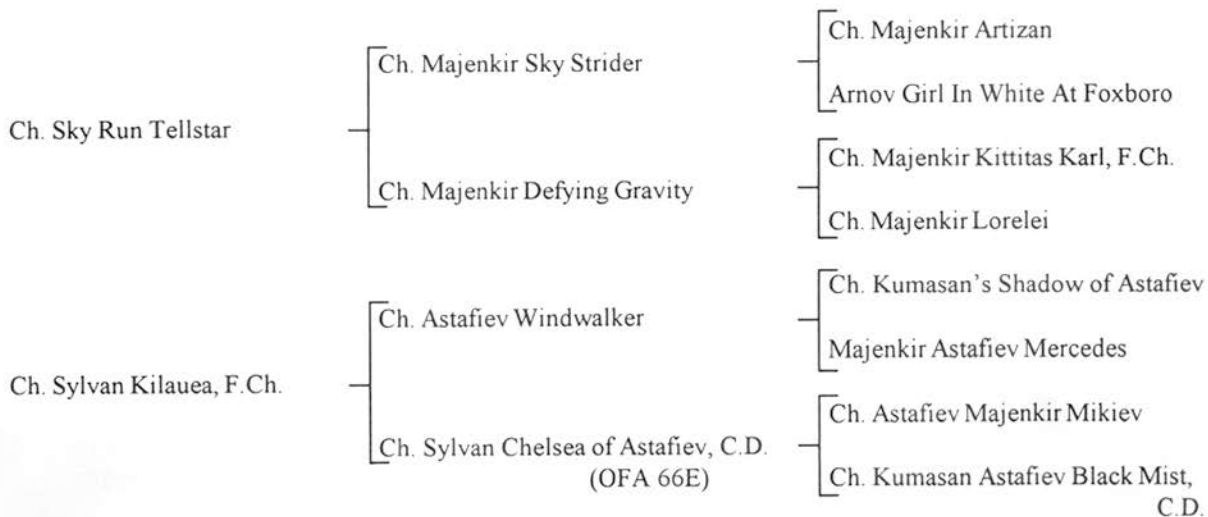 Ch. Sky Run Tellstar
Ch. Majenkir Sky Strider
Ch. Majenkir Artizan
Arnov Girl In White At Foxboro
Ch. Majenkir Defying Gravity
Ch. Majenkir Kittitas Karl, F.Ch.
Ch. Majenkir Lorelei
Ch. Sylvan Kilauea, F.Ch.
Ch. Astafiev Windwalker
Ch. Kumasan's Shadow of Astafiev
Majenkir Astafiev Mercedes
Ch. Sylvan Chelsea of Astafiev, C.D.
(OFA 66E)
Ch. Astafiev Majenkir Mikiev
Ch. Kumasan Astafiev Black Mist,
C.D.